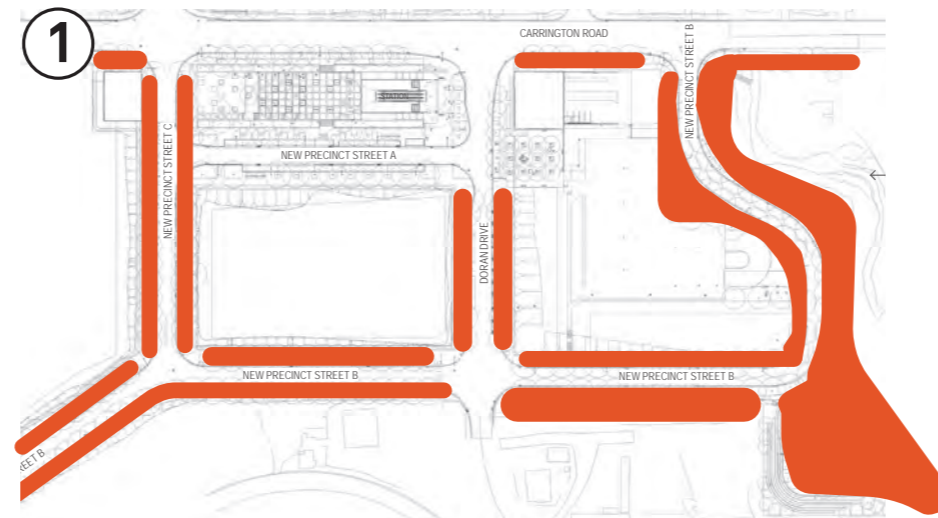 1
CARRINGTON ROAD
NEW PRECINCT STREET B
STATION
NEW PRECINCT STREET C
NEW PRECINCT STREET A
DORAN DRIVE
NEW PRECINCT STREET B
NEW PRECINCT STREET B
REET B